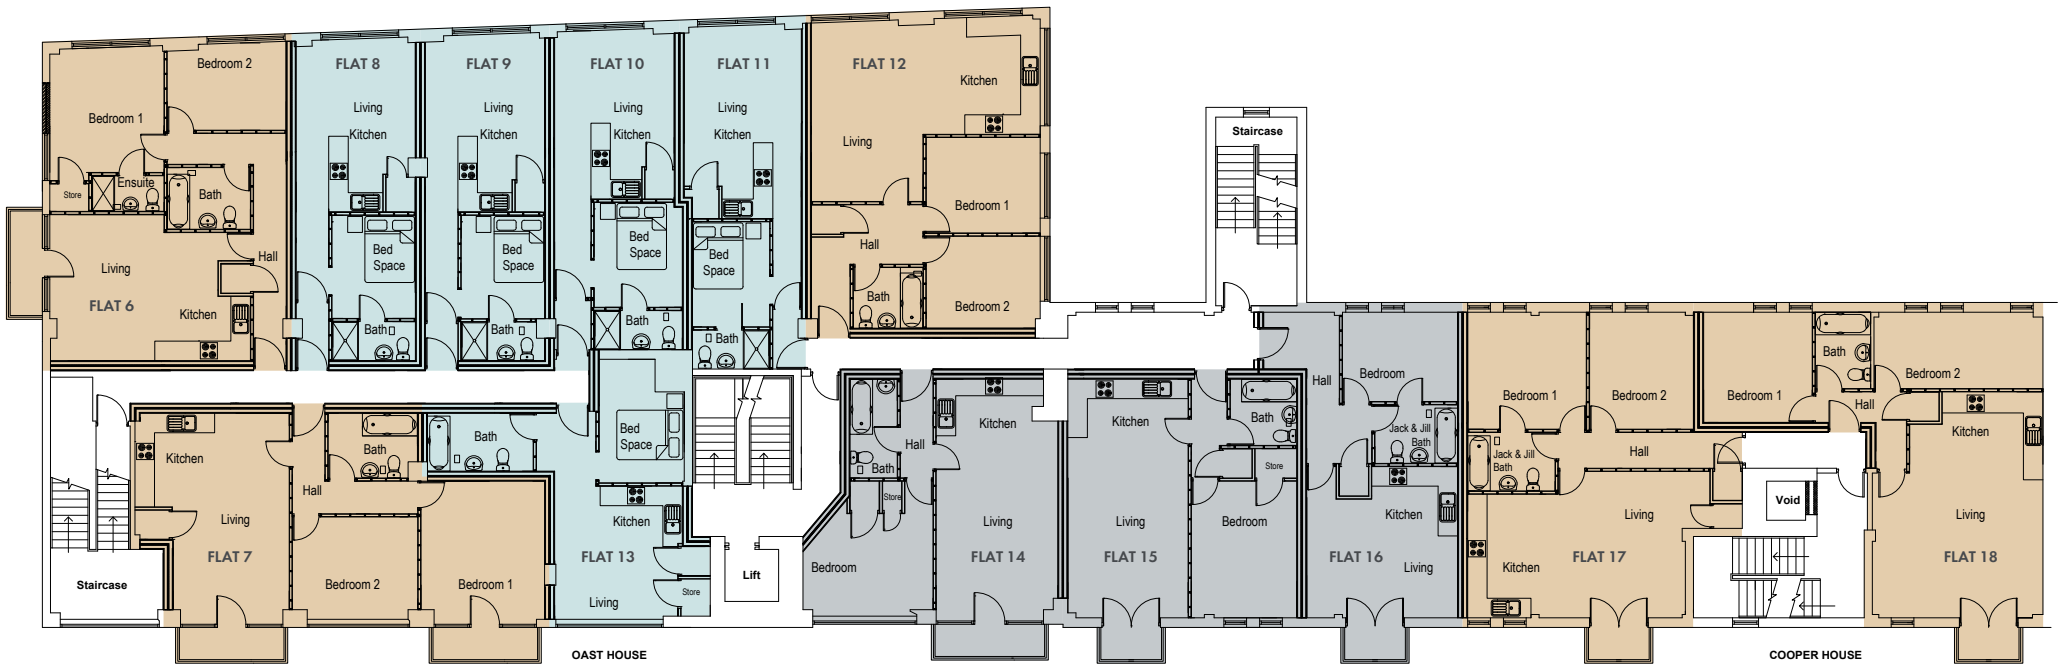 FLAT 6
Bedroom 1
Bedroom 2
Store
Ensuite
Bath
Living
Hall
Kitchen
FLAT 8
Living
Kitchen
Bed
Space
Bath
FLAT 9
Living
Kitchen
Bed
Space
Bath
FLAT 10
Living
Kitchen
Bed
Space
Bath
FLAT 11
Living
Kitchen
Bed
Space
Bath
FLAT 12
Kitchen
Living
Bedroom 1
Hall
Bath
Bedroom 2
Staircase
Staircase
FLAT 7
Kitchen
Living
Hall
Bath
Bedroom 2
Bedroom 1
FLAT 13
Bath
Bed
Space
Kitchen
Living
Store
Lift
FLAT 14
Kitchen
Hall
Bath
Store
Living
Bedroom
FLAT 15
Kitchen
Bath
Store
Living
Bedroom
FLAT 16
Hall
Bedroom
Jack & Jill
Bath
Kitchen
Living
FLAT 17
Bedroom 1
Bedroom 2
Jack & Jill
Bath
Hall
Living
Kitchen
FLAT 18
Bedroom 1
Bath
Bedroom 2
Hall
Kitchen
Living
Void
OAST HOUSE
COOPER HOUSE